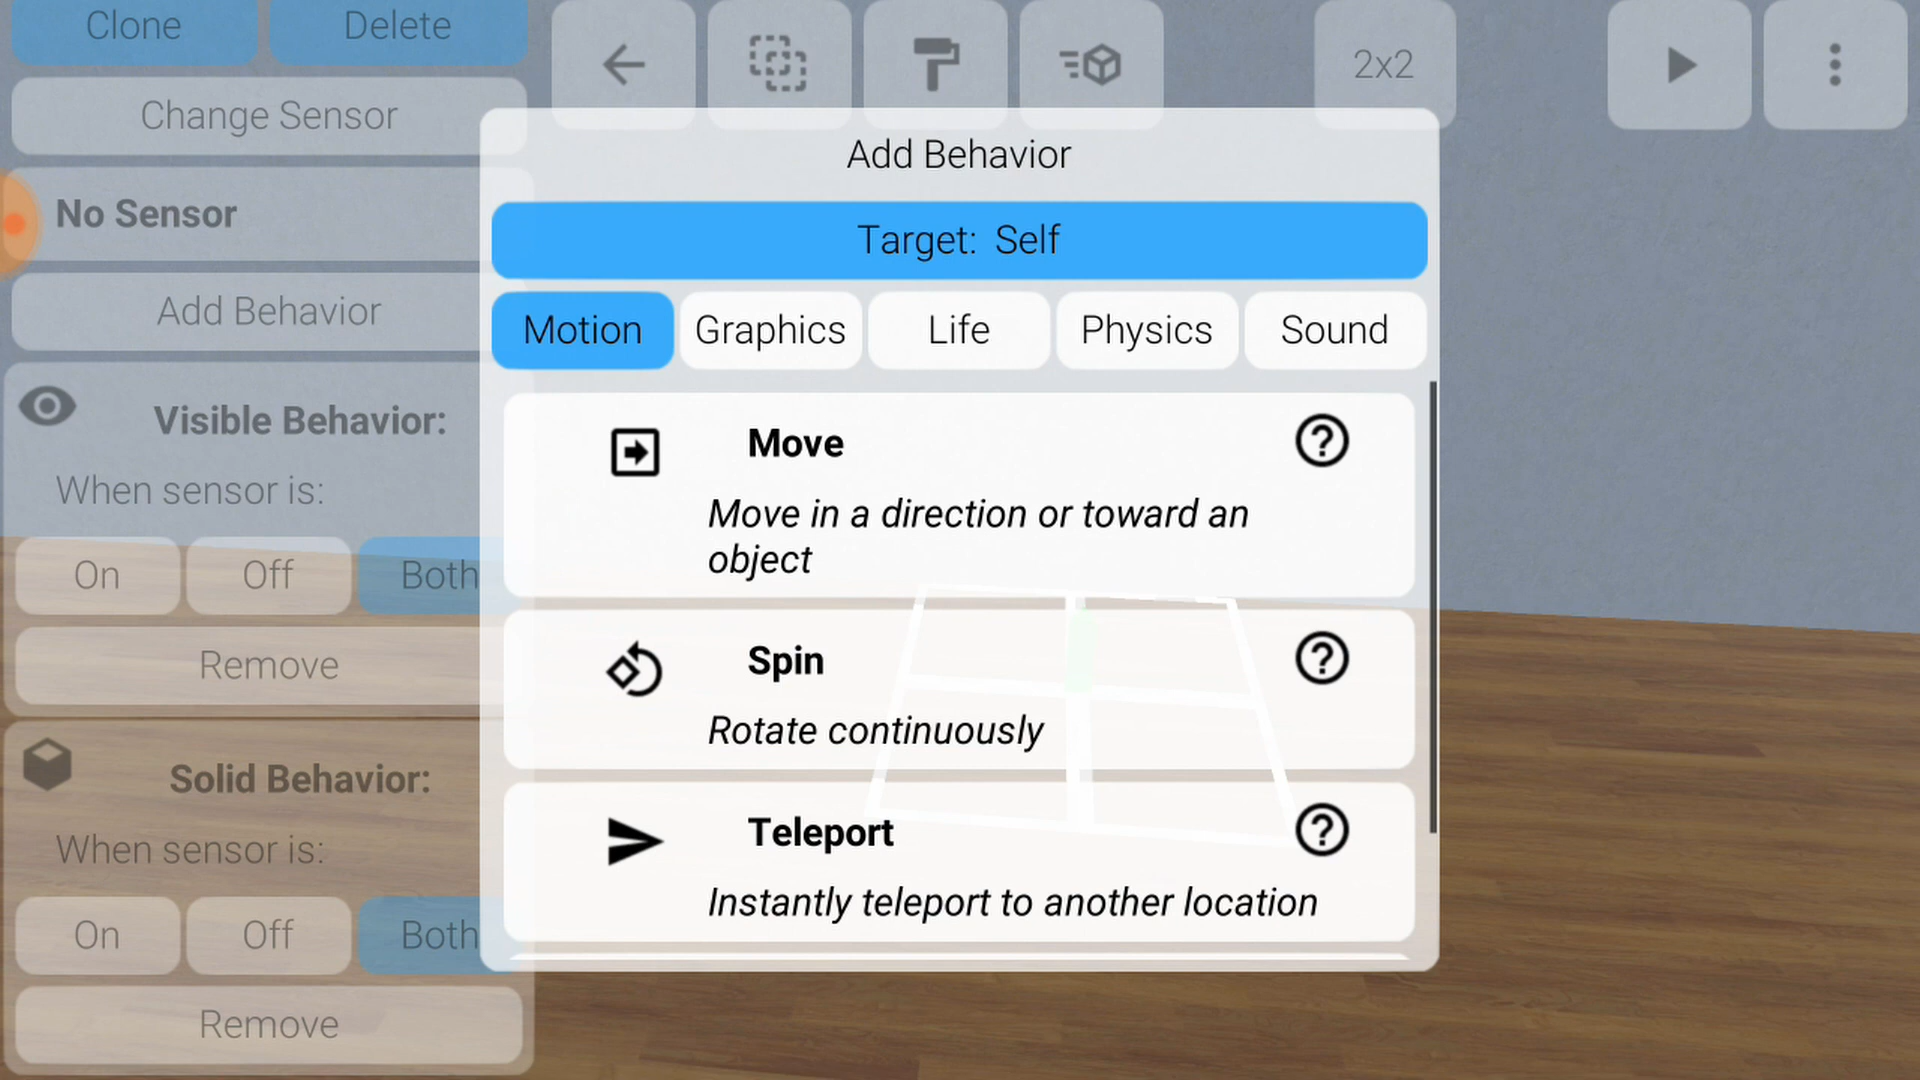 Clone
Delete
2x2
Change Sensor
Add Behavior
No Sensor
Target: Self
Add Behavior
Motion
Graphics
Life
Physics
Sound
Visible Behavior:
Move
When sensor is:
Move in a direction or toward an
object
On
Off
Both
Spin
Remove
Rotate continuously
Solid Behavior:
Teleport
When sensor is:
Instantly teleport to another location
On
Off
Both
Remove